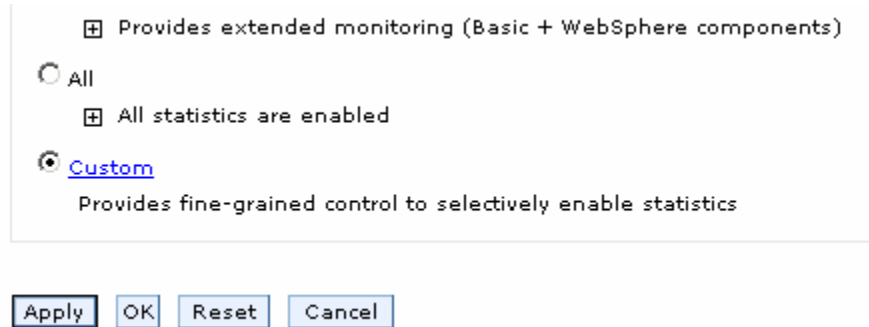 Provides extended monitoring (Basic + WebSphere components)
All
All statistics are enabled
Custom
Provides fine-grained control to selectively enable statistics
Apply OK Reset Cancel